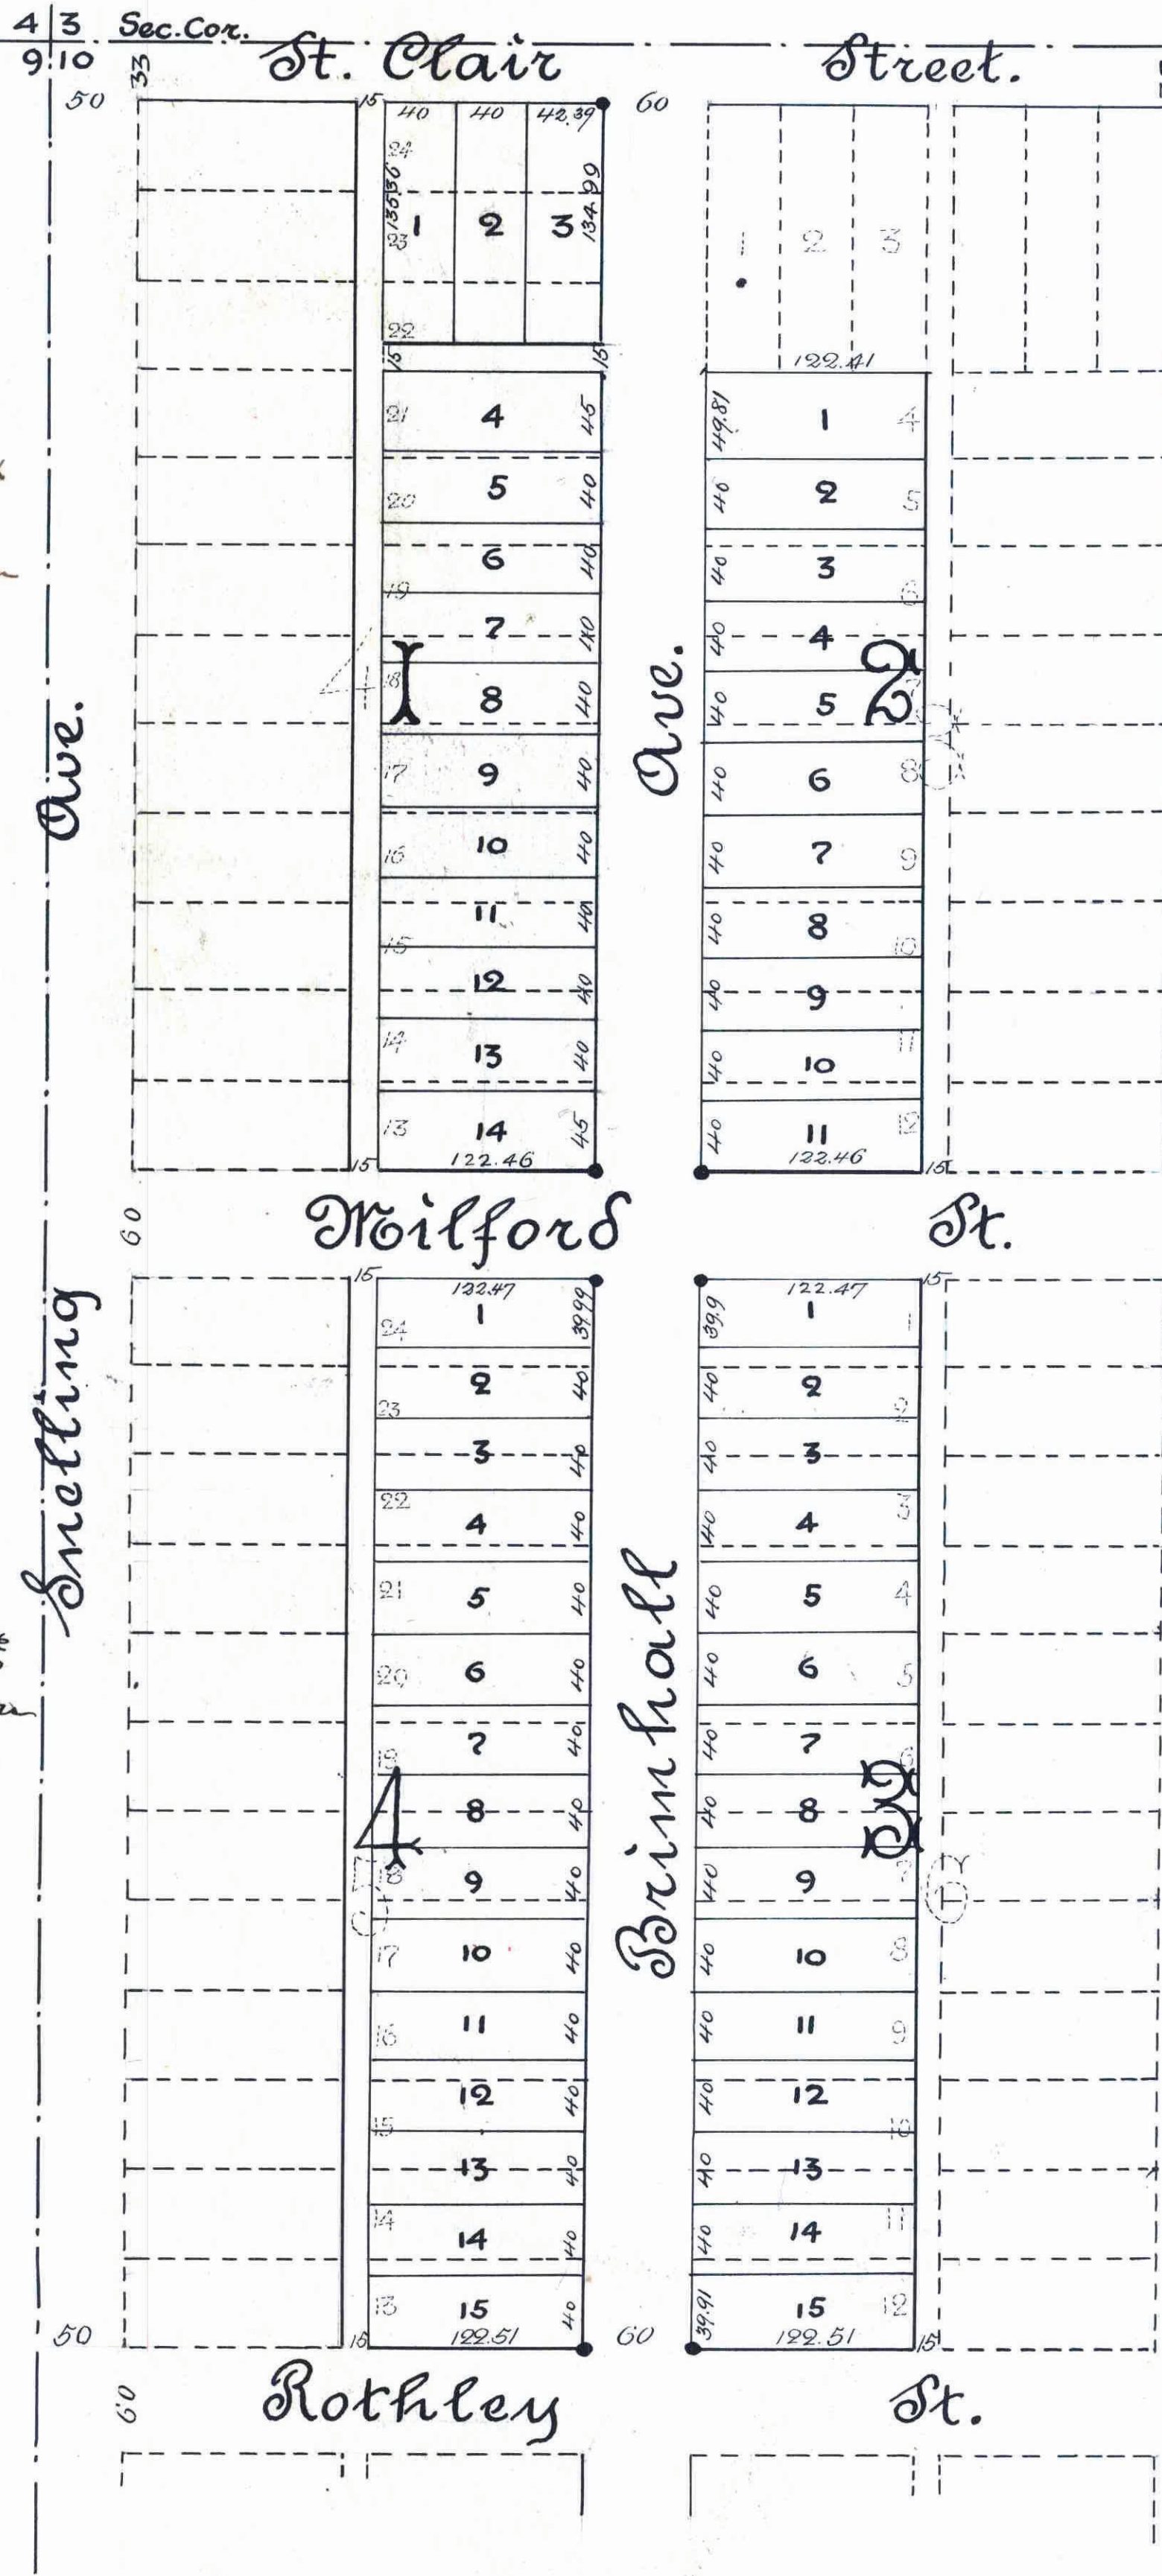 4 3 Sec.Cor.
9 10
33
St. Clair Street.
50 15 40 40 42.39 60
24
135.36 134.99
1 2 3
23
22
15 15
1 2 3
122.41
21 4 45 49.81 1 4
20 5 40 40 2 5
6 40 40 3 6
19
7 40 40 4
4 18 1 8 40 40 5 2
17 9 40 40 6 8
16 10 40 40 7 9
11 40 40 8 10
15
12 40 40 9
14 13 40 40 10 11
13 14 45 40 11 12
15 122.46 122.46 15
Ave.
Ave.
60 Milford St.
15 122.47 122.47 15
24 1 39.99 39.9 1 1
2 40 40 2 2
23
3 40 40 3
22 4 40 40 4 3
21 5 40 40 5 4
20 6 40 40 6 5
19 7 40 40 7 6
4 8 40 40 8 3
5 18 9 40 40 9 7 6
17 10 40 40 10 8
16 11 40 40 11 9
12 40 40 12
15 10
13 40 40 13
14 14 40 40 14 11
13 15 40 39.91 15 12
50 15 122.51 60 122.51 15
Snelling
Brimhall
60 Rothley St.